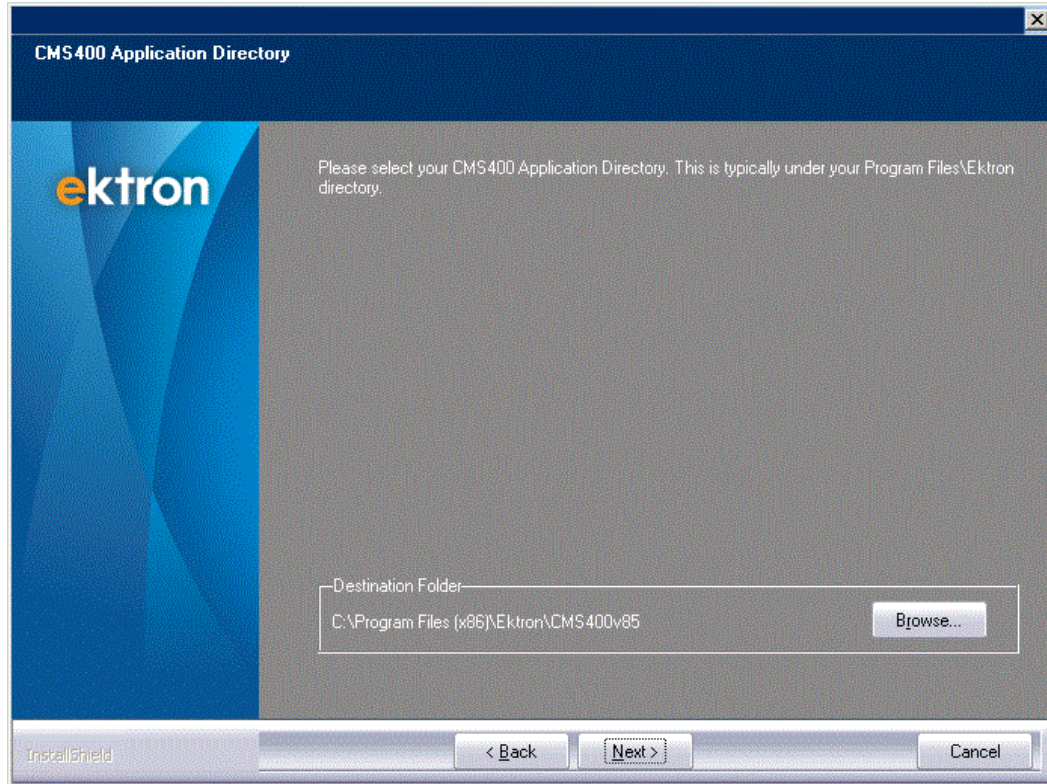 CMS400 Application Directory
ektron
Please select your CMS400 Application Directory. This is typically under your Program Files\Ektron
directory.
Destination Folder
C:\Program Files (x86)\Ektron\CMS400v85
Browse...
InstallShield
< Back
Next >
Cancel